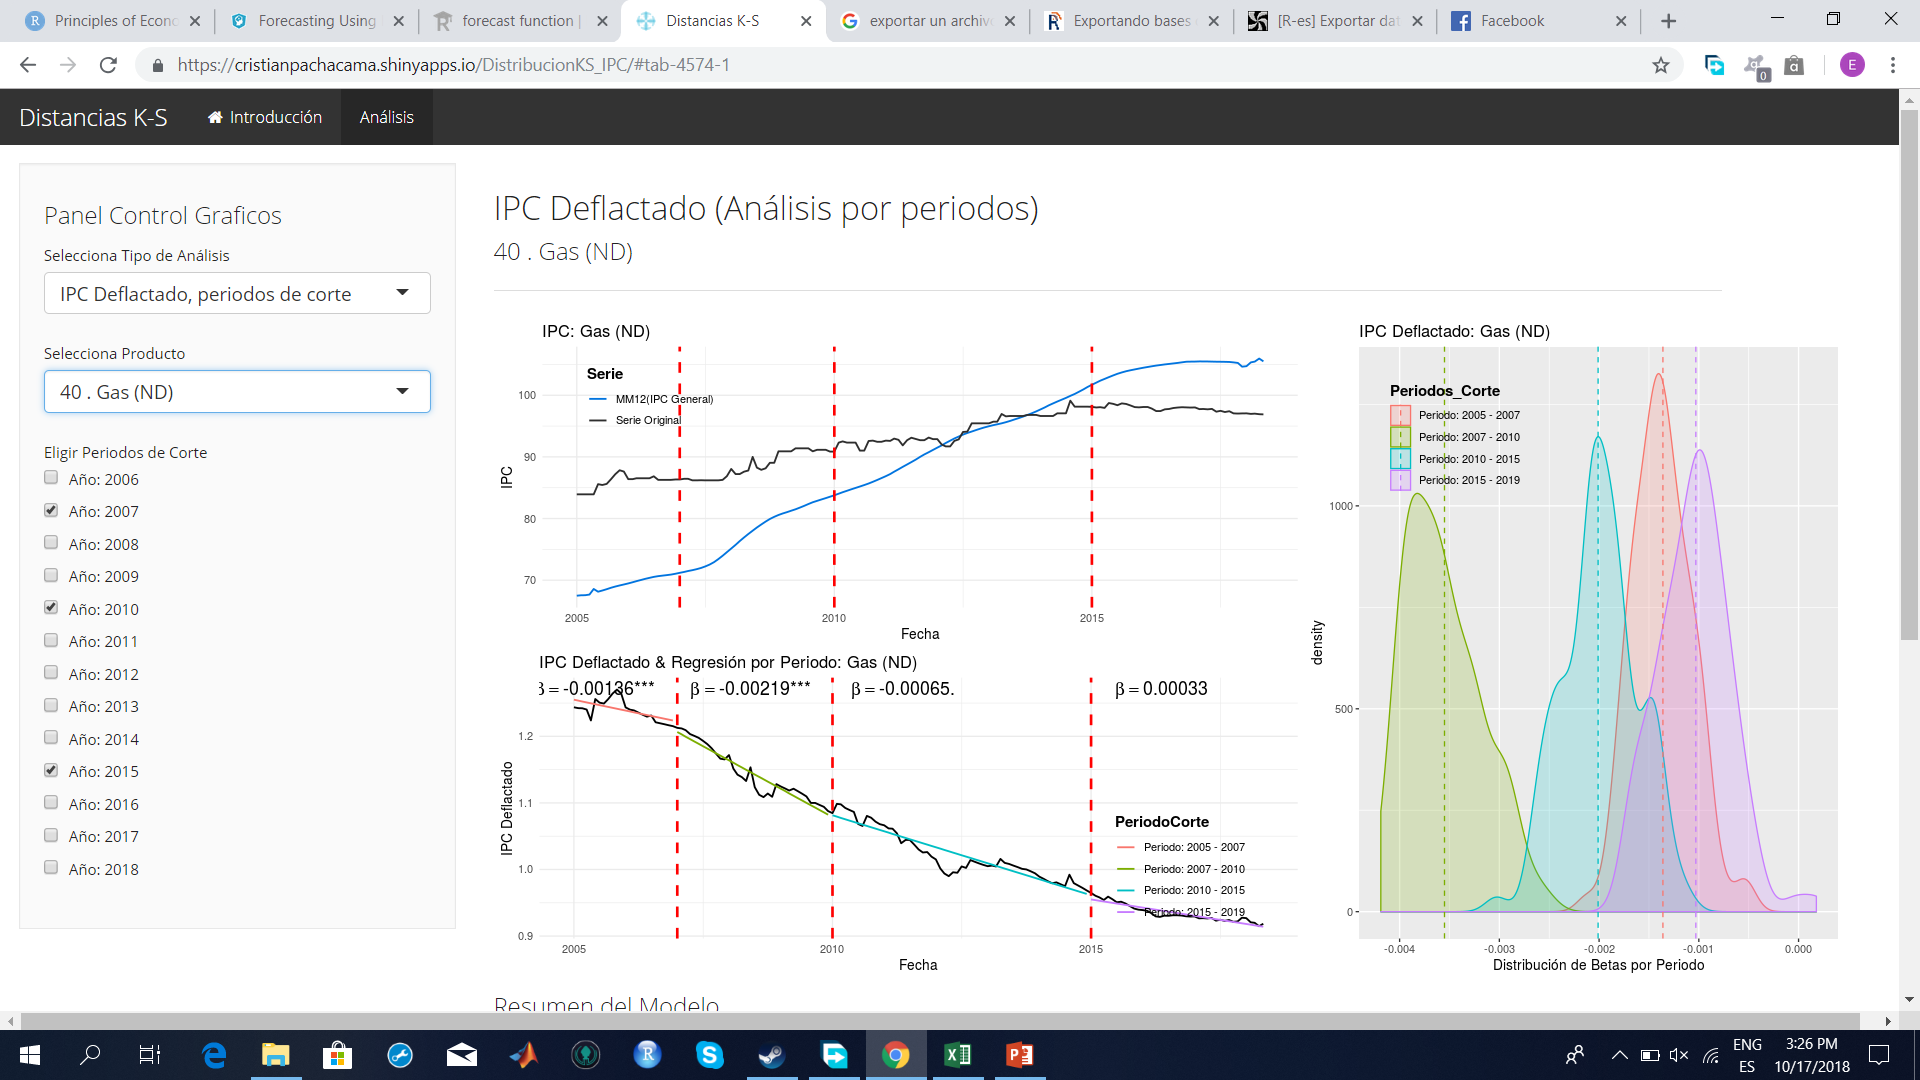 Principles of Econo
Forecasting Using
forecast function |
Distancias K-S
exportar un archivo
Exportando bases
[R-es] Exportar dat
Facebook
https://cristianpachacama.shinyapps.io/DistribucionKS_IPC/#tab-4574-1
0
a
E
Distancias K-S
Introducción
Análisis
Panel Control Graficos
Selecciona Tipo de Análisis
IPC Deflactado, periodos de corte
Selecciona Producto
40 . Gas (ND)
Eligir Periodos de Corte
Año: 2006
Año: 2007
Año: 2008
Año: 2009
Año: 2010
Año: 2011
Año: 2012
Año: 2013
Año: 2014
Año: 2015
Año: 2016
Año: 2017
Año: 2018
IPC Deflactado (Análisis por periodos)
40 . Gas (ND)
IPC: Gas (ND)
Serie
MM12(IPC General)
Serie Original
100
90
80
70
IPC
2005
2010
2015
Fecha
IPC Deflactado & Regresión por Periodo: Gas (ND)
β = -0.00136***
β = -0.00219***
β = -0.00065.
β = 0.00033
1.2
1.1
1.0
0.9
IPC Deflactado
PeriodoCorte
Periodo: 2005 - 2007
Periodo: 2007 - 2010
Periodo: 2010 - 2015
Periodo: 2015 - 2019
2005
2010
2015
Fecha
IPC Deflactado: Gas (ND)
Periodos_Corte
Periodo: 2005 - 2007
Periodo: 2007 - 2010
Periodo: 2010 - 2015
Periodo: 2015 - 2019
1000
500
0
density
-0.004
-0.003
-0.002
-0.001
0.000
Distribución de Betas por Periodo
Resumen del Modelo
ENG
ES
3:26 PM
10/17/2018